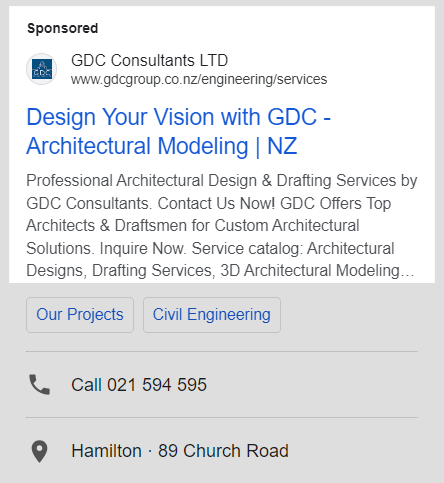 Sponsored
GDC
GDC Consultants LTD
www.gdcgroup.co.nz/engineering/services
Design Your Vision with GDC -
Architectural Modeling | NZ
Professional Architectural Design & Drafting Services by
GDC Consultants. Contact Us Now! GDC Offers Top
Architects & Draftsmen for Custom Architectural
Solutions. Inquire Now. Service catalog: Architectural
Designs, Drafting Services, 3D Architectural Modeling...
Our Projects
Civil Engineering
Call 021 594 595
Hamilton · 89 Church Road